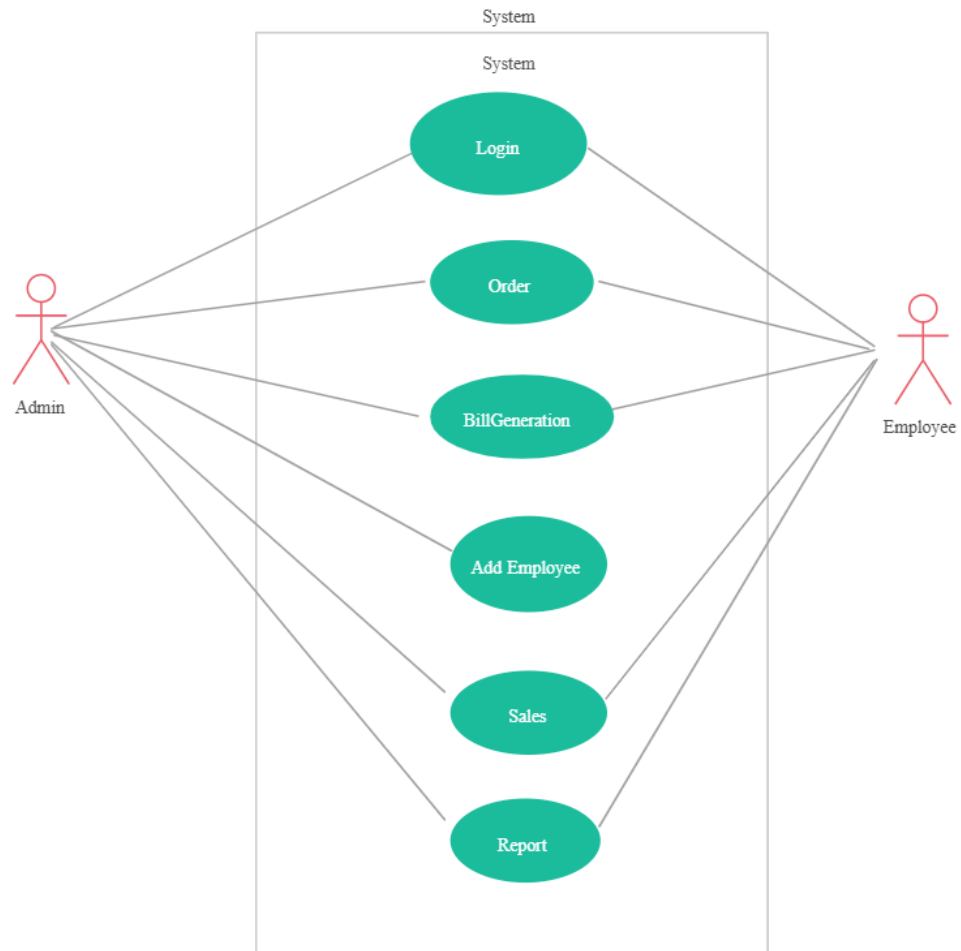 System
System
Login
Order
Admin
BillGeneration
Employee
Add Employee
Sales
Report